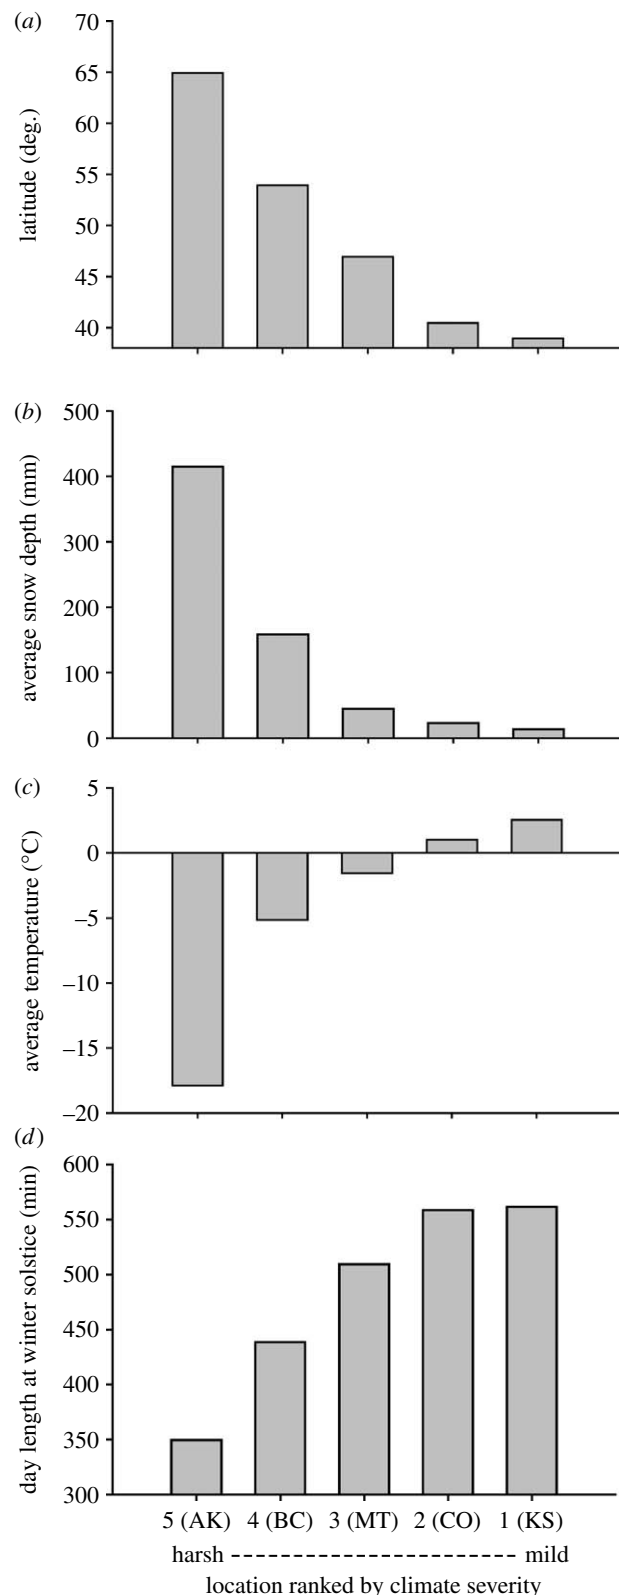 (a)
70
65
60
55
50
45
40
latitude (deg.)
(b)
500
400
300
200
100
0
average snow depth (mm)
(c)
5
0
–5
–10
–15
–20
average temperature (°C)
(d)
600
550
500
450
400
350
300
day length at winter solstice (min)
5 (AK) 4 (BC) 3 (MT) 2 (CO) 1 (KS)
harsh mild
location ranked by climate severity